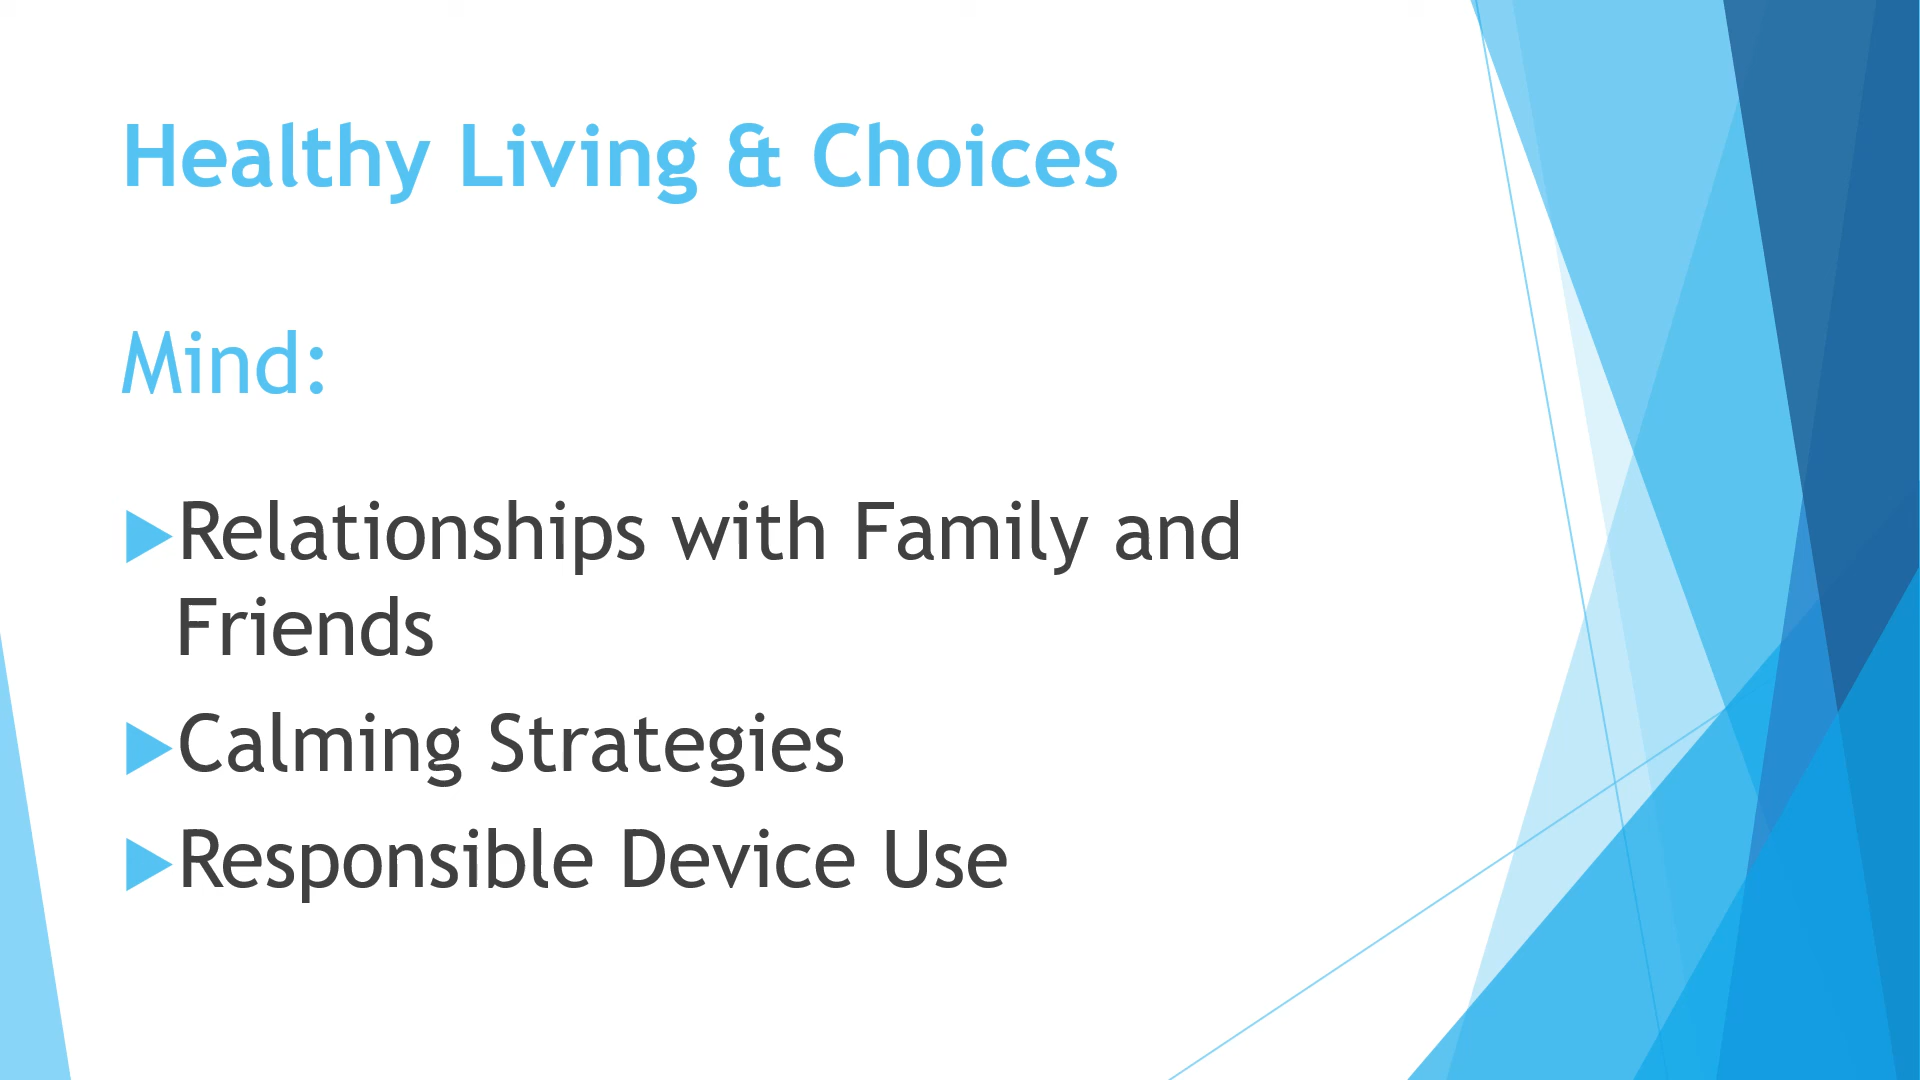 Healthy Living & Choices
Mind:
Relationships with Family and
Friends
Calming Strategies
Responsible Device Use